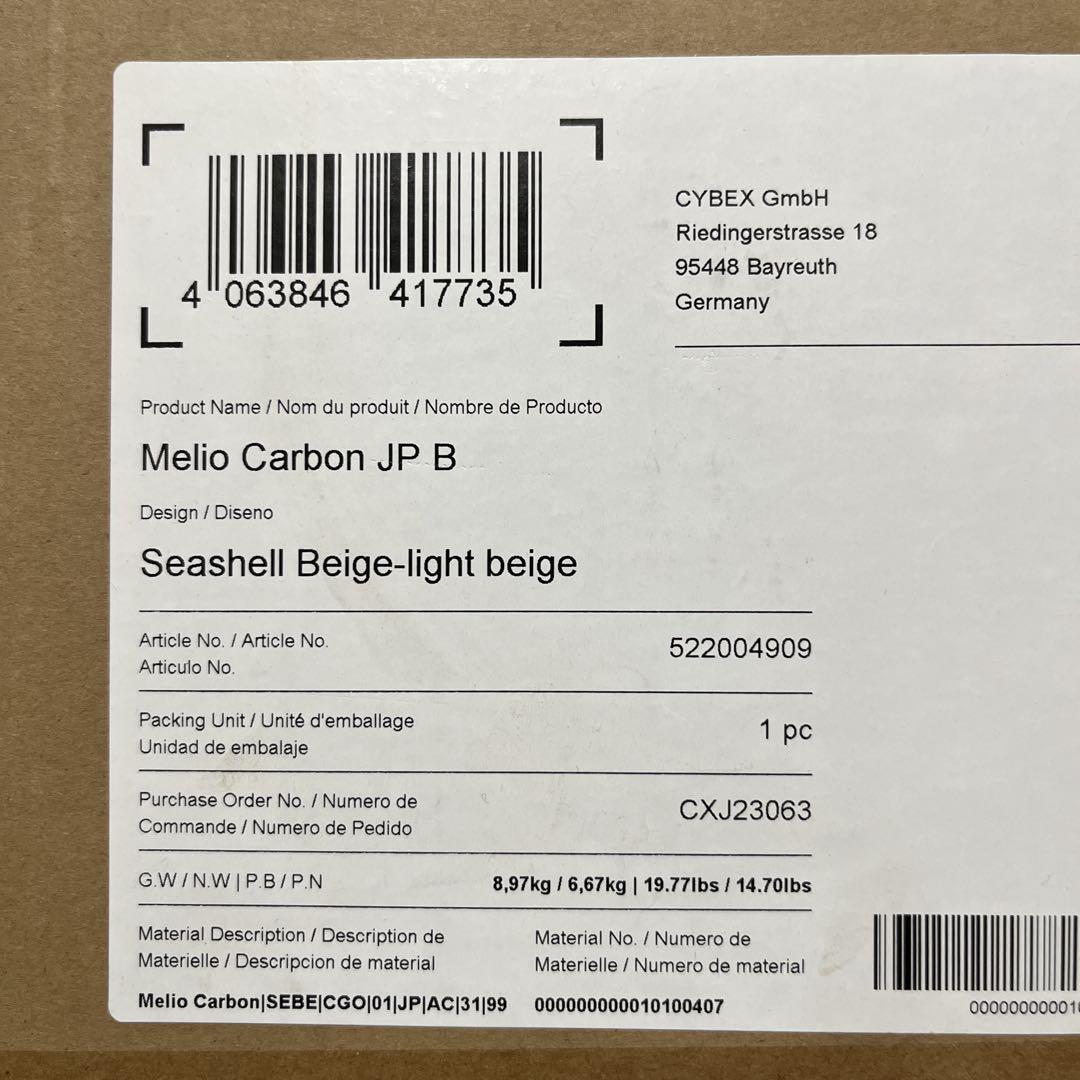 4 063846 417735
CYBEX GmbH
Riedingerstrasse 18
95448 Bayreuth
Germany
Product Name / Nom du produit / Nombre de Producto
Melio Carbon JP B
Design / Diseno
Seashell Beige-light beige
Article No. / Article No.
Articulo No.
522004909
Packing Unit / Unité d'emballage
Unidad de embalaje
1 pc
Purchase Order No. / Numero de
Commande / Numero de Pedido
CXJ23063
G.W / N.W | P.B / P.N
8,97kg / 6,67kg | 19.77lbs / 14.70lbs
Material Description / Description de
Materielle / Descripcion de material
Melio Carbon|SEBE|CGO|01|JP|AC|31|99
Material No. / Numero de
Materielle / Numero de material
000000000010100407